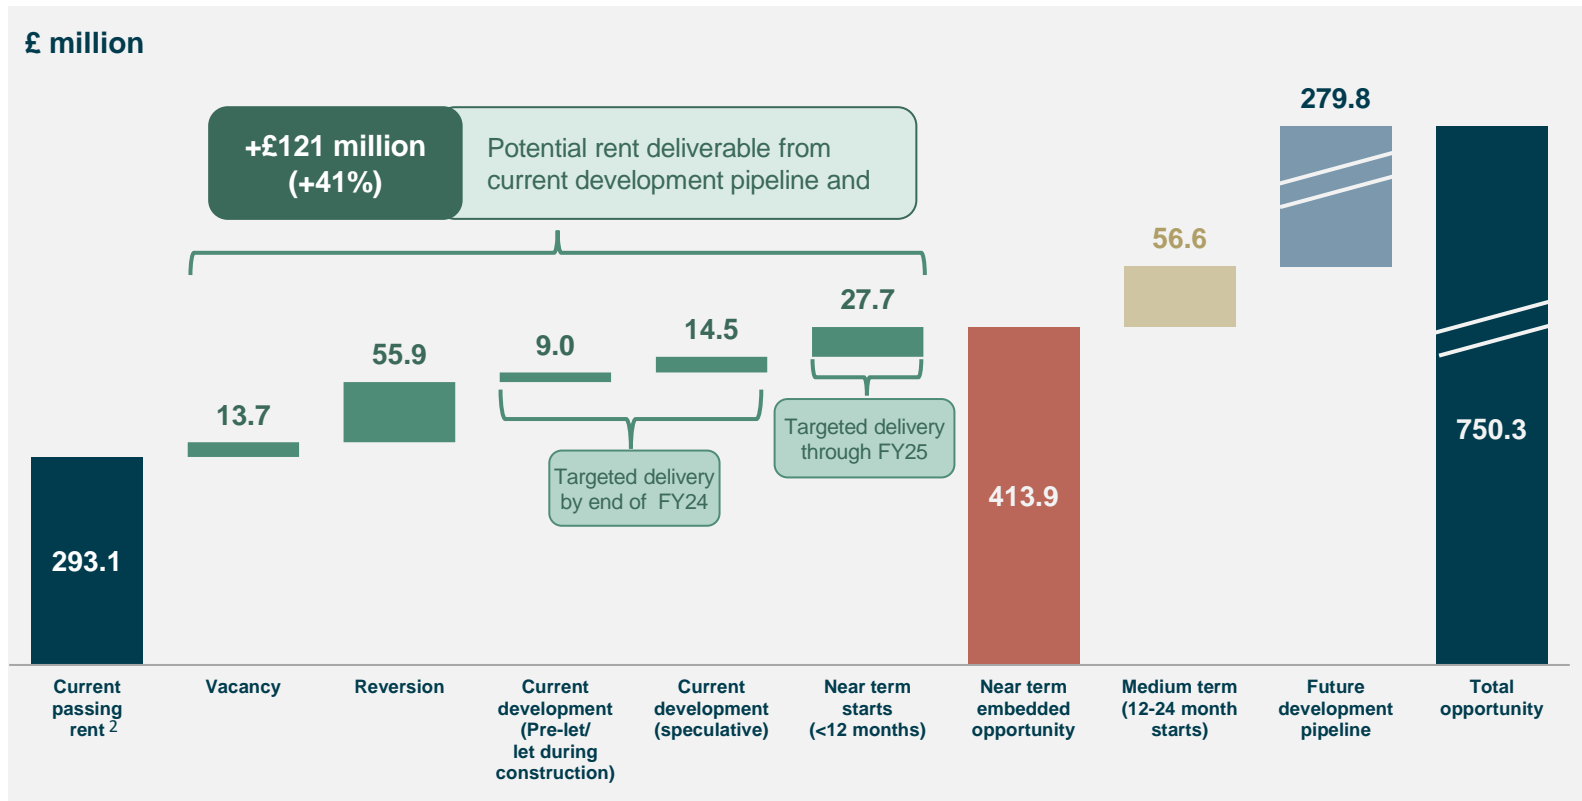 £ million
+£121 million
(+41%)
Potential rent deliverable from
current development pipeline and
279.8
56.6
27.7
14.5
9.0
55.9
13.7
Targeted delivery
through FY25
Targeted delivery
by end of  FY24
293.1
413.9
750.3
Current
passing
rent 2
Vacancy
Reversion
Current
development
(Pre-let/
let during
construction)
Current
development
(speculative)
Near term
starts
(<12 months)
Near term
embedded
opportunity
Medium term
(12-24 month
starts)
Future
development
pipeline
Total
opportunity